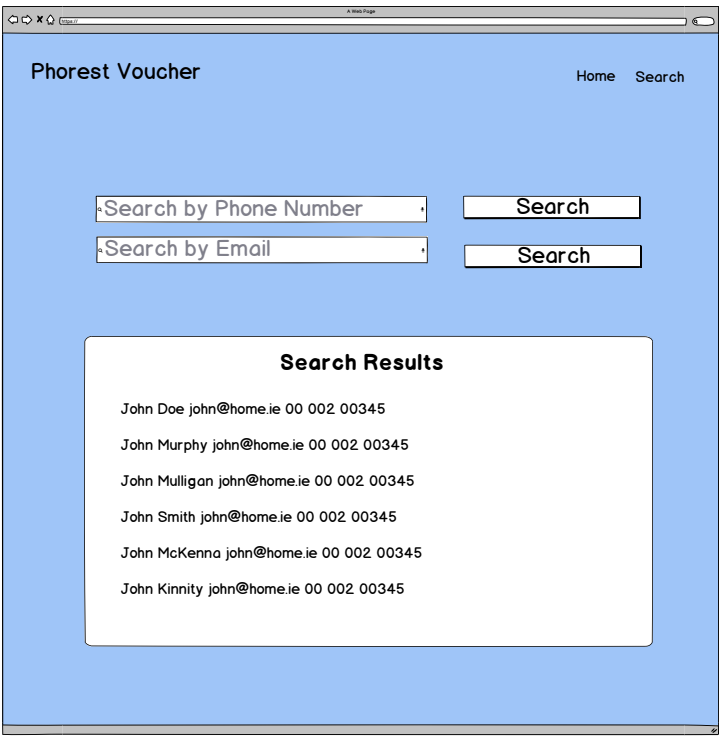 A Web Page
https://
Phorest Voucher
Home Search
Search by Phone Number Search
Search by Email Search
Search Results
John Doe john@home.ie 00 002 00345
John Murphy john@home.ie 00 002 00345
John Mulligan john@home.ie 00 002 00345
John Smith john@home.ie 00 002 00345
John McKenna john@home.ie 00 002 00345
John Kinnity john@home.ie 00 002 00345